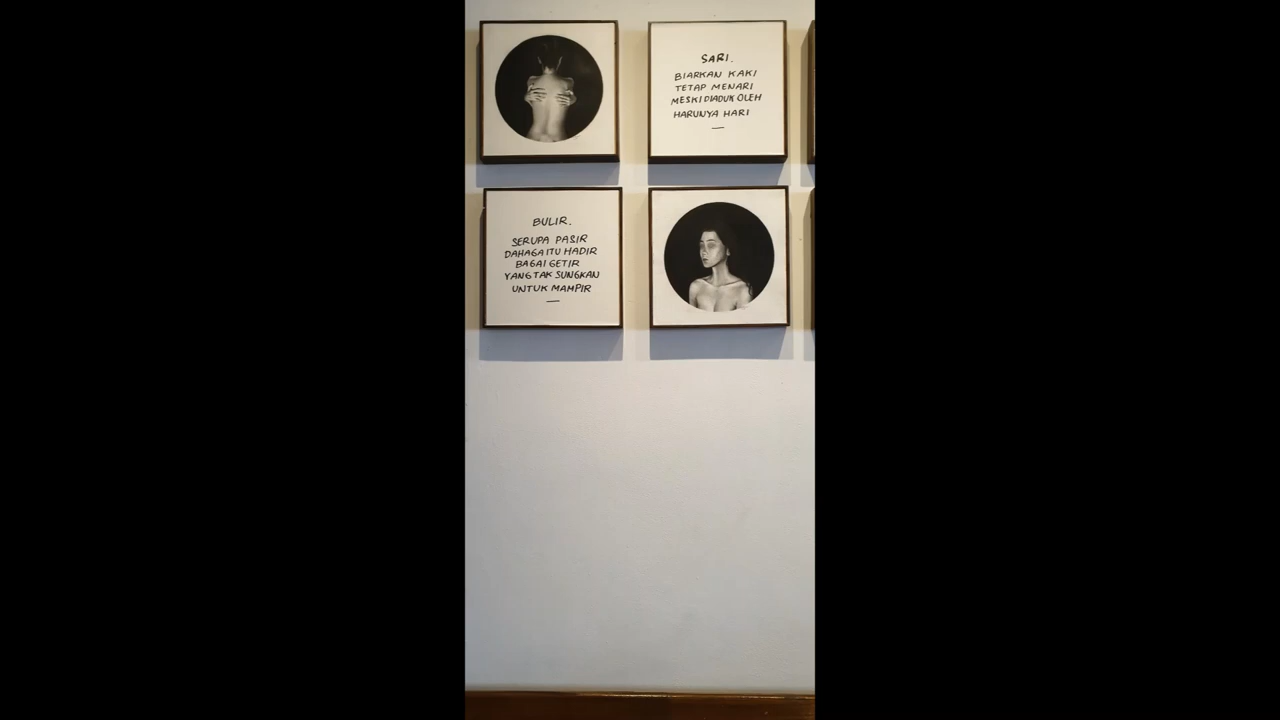 SARI.
BIARKAN KAKI
TETAP MENARI
MESKI DIADUK OLEH
HARUNYA HARI
BULIR.
SERUPA PASIR
DAHAGA ITU HADIR
BAGAI GETIR
YANG TAK SUNGKAN
UNTUK MAMPIR